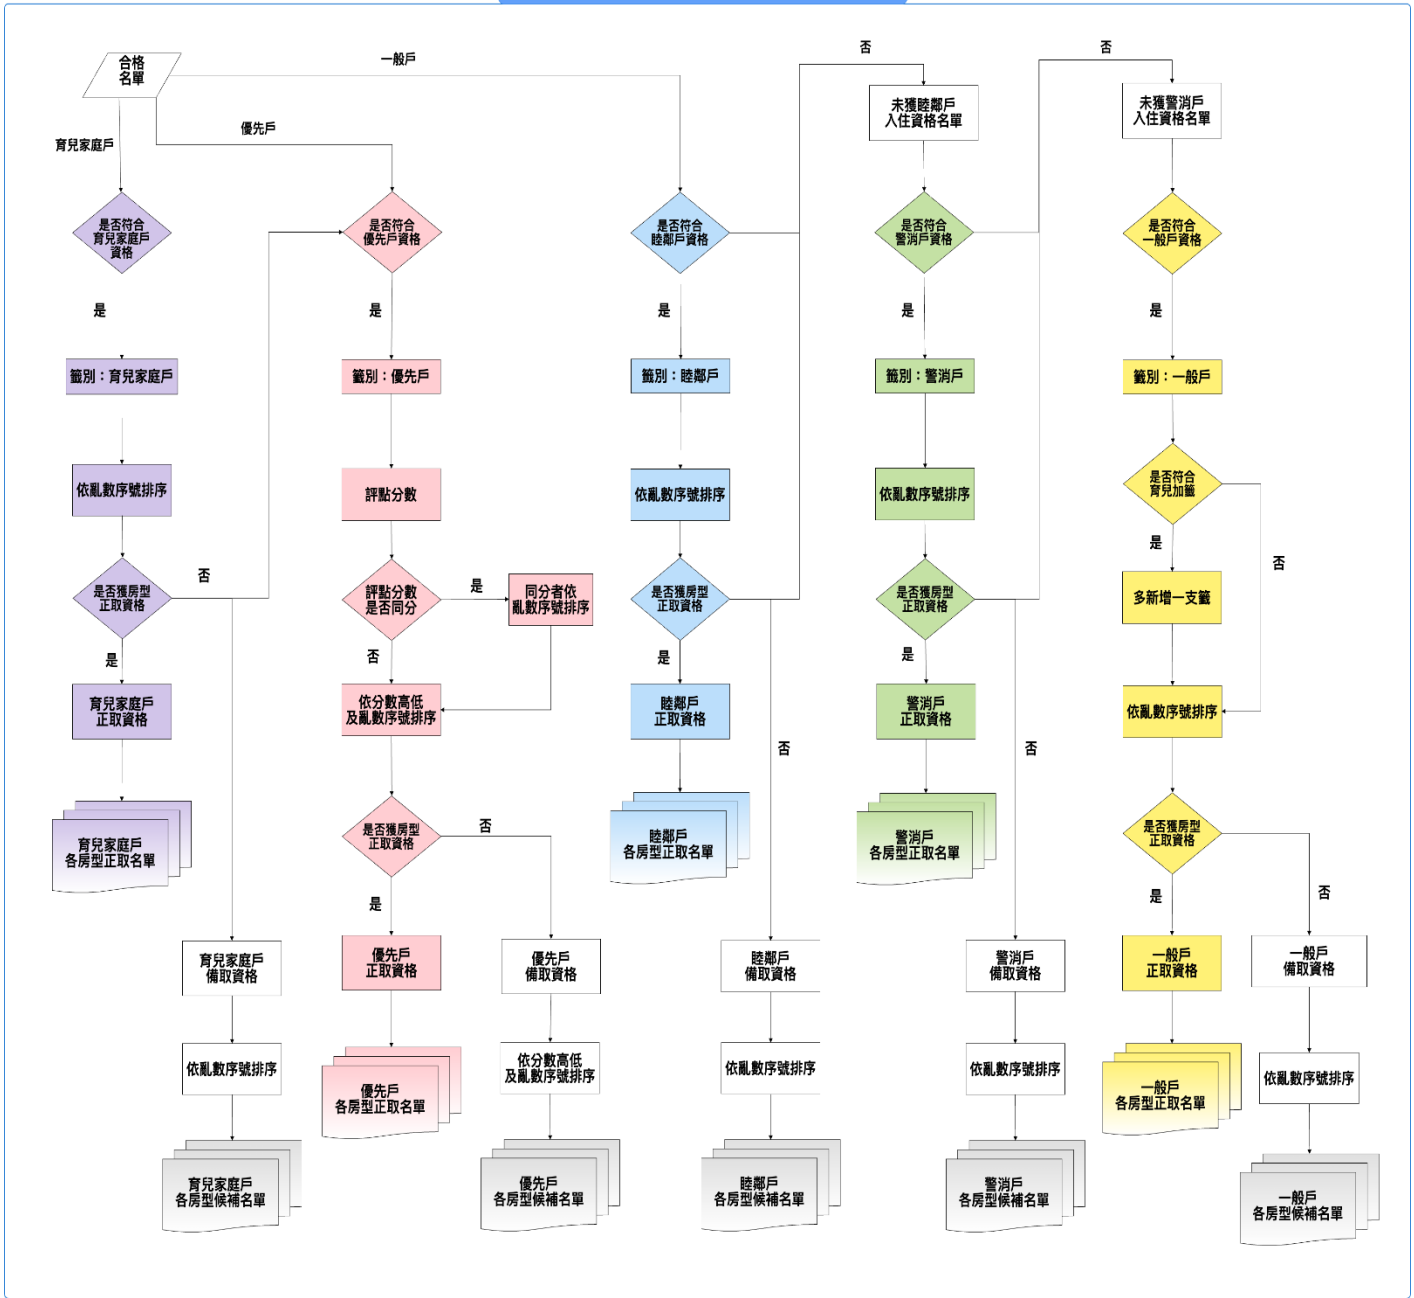 合格
名單
一般戶
優先戶
育兒家庭戶
否
否
未獲睦鄰戶
入住資格名單
未獲警消戶
入住資格名單
是否符合
育兒家庭戶
資格
是否符合
優先戶資格
是否符合
睦鄰戶資格
是否符合
警消戶資格
是否符合
一般戶資格
是
是
是
是
是
籤別：育兒家庭戶
籤別：優先戶
籤別：睦鄰戶
籤別：警消戶
籤別：一般戶
依亂數序號排序
評點分數
依亂數序號排序
依亂數序號排序
是否符合
育兒加籤
是
否
否
是否獲房型
正取資格
評點分數
是否同分
是
同分者依
亂數序號排序
是否獲房型
正取資格
是否獲房型
正取資格
多新增一支籤
是
否
是
是
育兒家庭戶
正取資格
依分數高低
及亂數序號排序
睦鄰戶
正取資格
警消戶
正取資格
依亂數序號排序
否
否
育兒家庭戶
各房型正取名單
是否獲房型
正取資格
否
睦鄰戶
各房型正取名單
警消戶
各房型正取名單
是否獲房型
正取資格
是
是
否
育兒家庭戶
備取資格
優先戶
正取資格
優先戶
備取資格
睦鄰戶
備取資格
警消戶
備取資格
一般戶
正取資格
一般戶
備取資格
依亂數序號排序
優先戶
各房型正取名單
依分數高低
及亂數序號排序
依亂數序號排序
依亂數序號排序
一般戶
各房型正取名單
依亂數序號排序
育兒家庭戶
各房型候補名單
優先戶
各房型候補名單
睦鄰戶
各房型候補名單
警消戶
各房型候補名單
一般戶
各房型候補名單